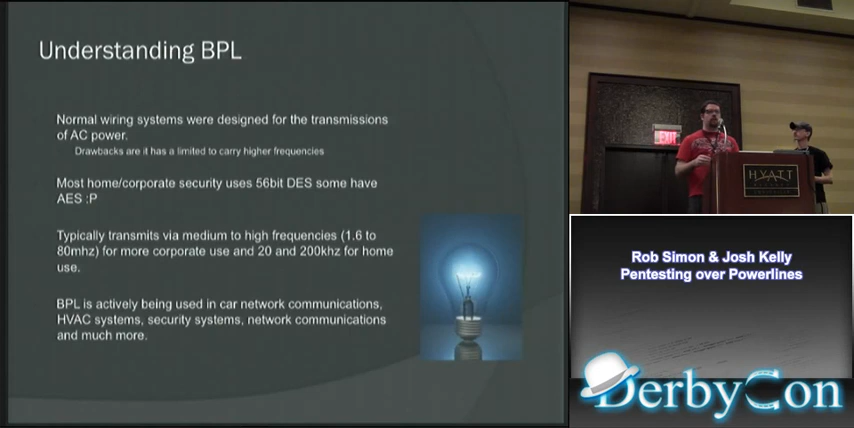 Understanding BPL
Normal wiring systems were designed for the transmissions
of AC power.
Drawbacks are it has a limited to carry higher frequencies
Most home/corporate security uses 56bit DES some have
AES :P
Typically transmits via medium to high frequencies (1.6 to
80mhz) for more corporate use and 20 and 200khz for home
use.
BPL is actively being used in car network communications,
HVAC systems, security systems, network communications
and much more.
EXIT
HYATT
Rob Simon & Josh Kelly
Pentesting over Powerlines
DerbyCon